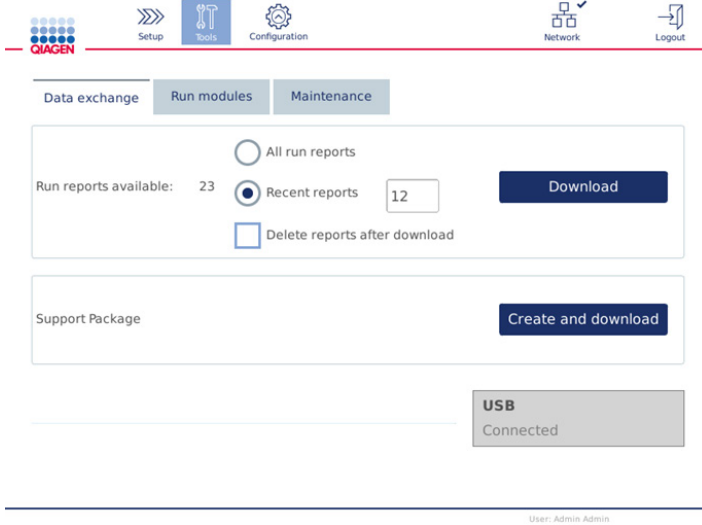 QIAGEN
Setup
Tools
Configuration
Network
Logout
Data exchange
Run modules
Maintenance
All run reports
Run reports available: 23
Recent reports 12
Download
Delete reports after download
Support Package
Create and download
USB
Connected
User: Admin Admin